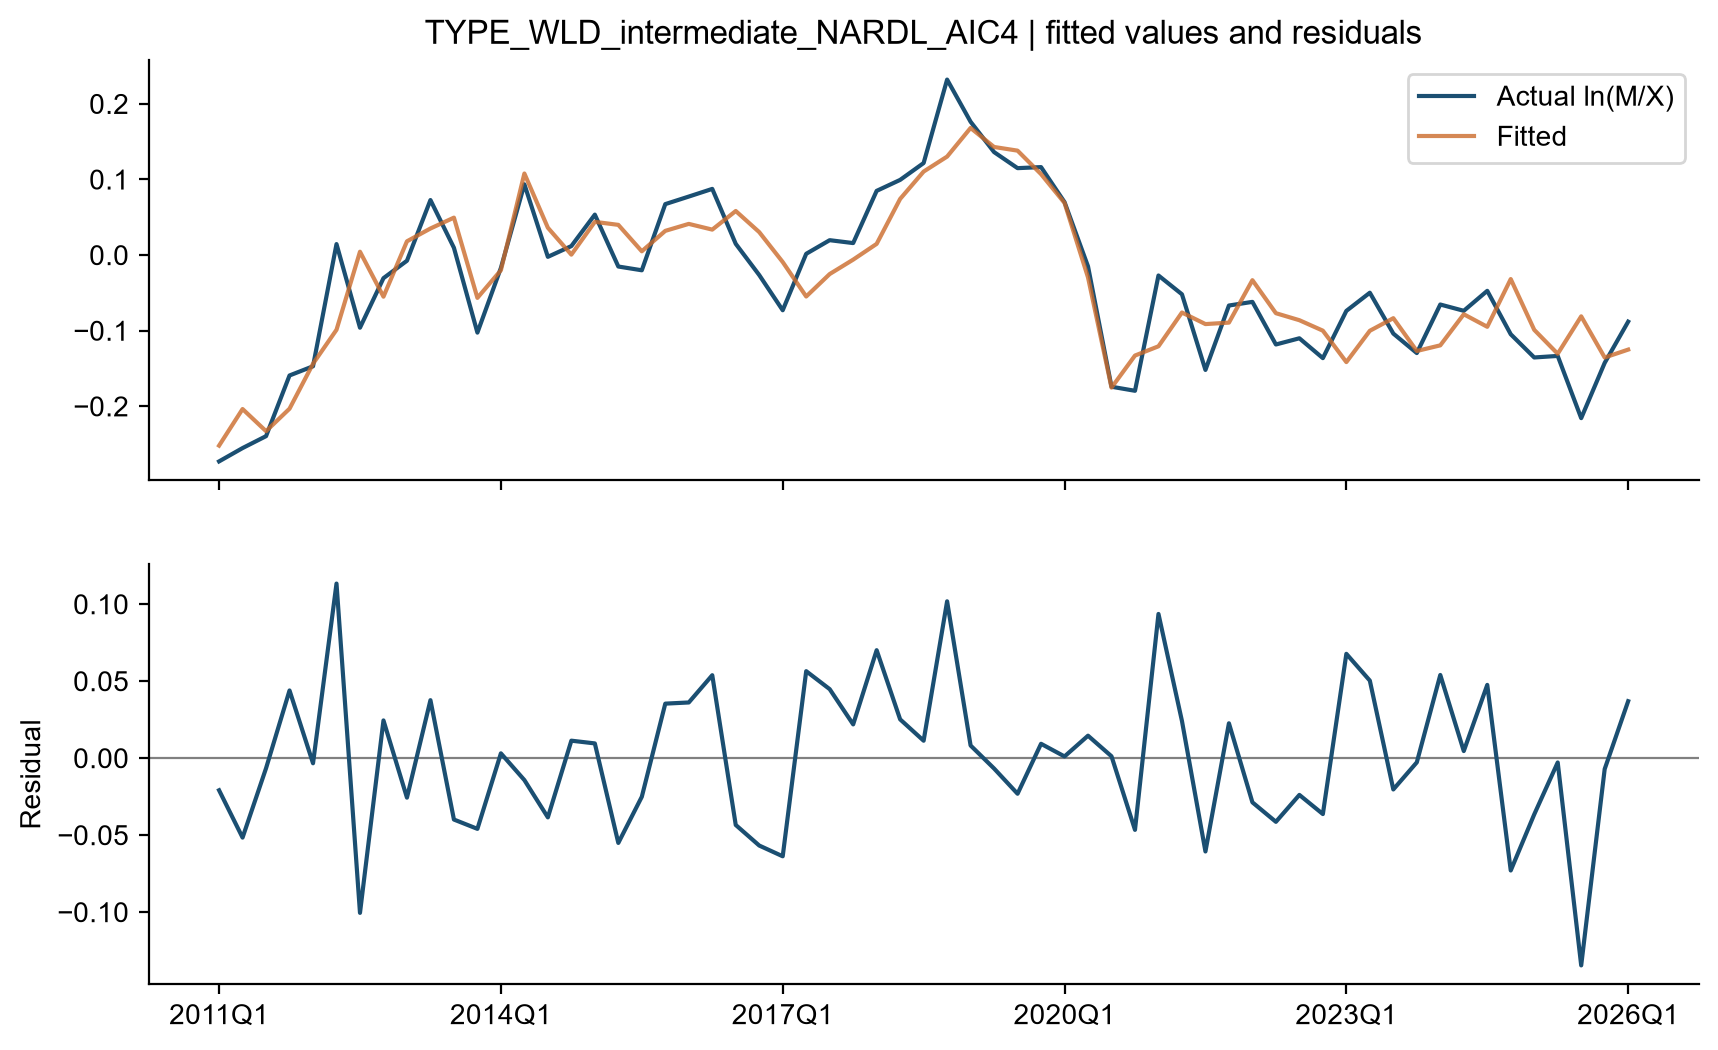 TYPE_WLD_intermediate_NARDL_AIC4 | fitted values and residuals
Actual ln(M/X)
Fitted
0.2
0.1
0.0
−0.1
−0.2
Residual
0.10
0.05
0.00
−0.05
−0.10
2011Q1 2014Q1 2017Q1 2020Q1 2023Q1 2026Q1